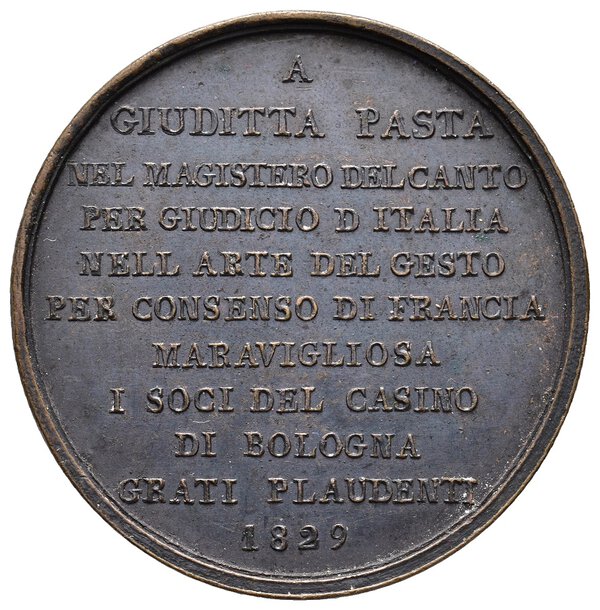 A
GIUDITTA PASTA
NEL MAGISTERO DEL CANTO
PER GIUDICIO D ITALIA
NELL ARTE DEL GESTO
PER CONSENSO DI FRANCIA
MARAVIGLIOSA
I SOCI DEL CASINO
DI BOLOGNA
GRATI PLAUDENTI
1829